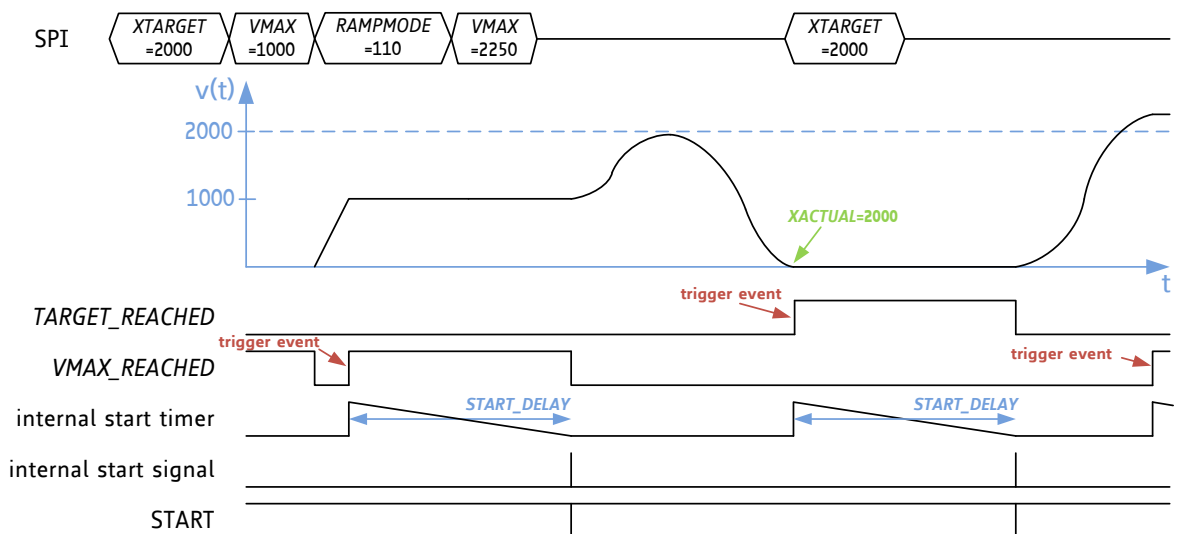 SPI
XTARGET
=2000
VMAX
=1000
RAMPMODE
=110
VMAX
=2250
XTARGET
=2000
v(t)
2000
1000
XACTUAL=2000
t
TARGET_REACHED
trigger event
VMAX_REACHED
trigger event
trigger event
internal start timer
START_DELAY
START_DELAY
internal start signal
START